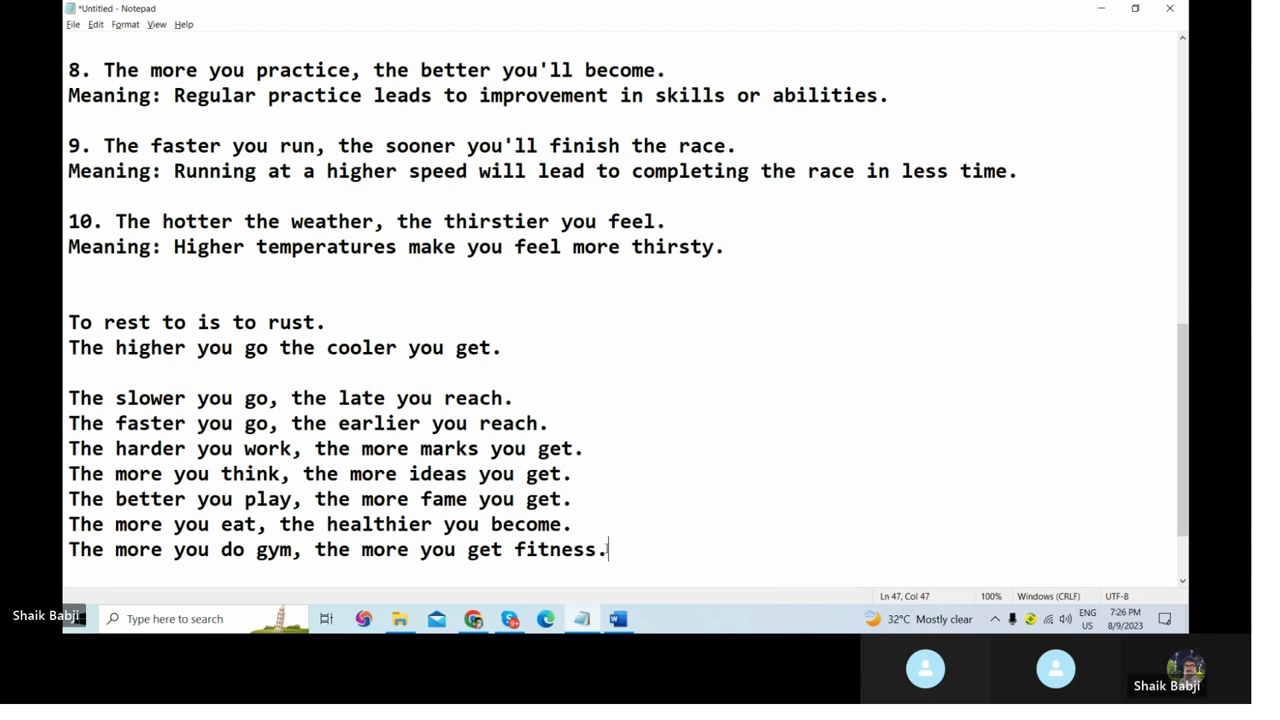 *Untitled - Notepad
File Edit Format View Help
8. The more you practice, the better you'll become.
Meaning: Regular practice leads to improvement in skills or abilities.
9. The faster you run, the sooner you'll finish the race.
Meaning: Running at a higher speed will lead to completing the race in less time.
10. The hotter the weather, the thirstier you feel.
Meaning: Higher temperatures make you feel more thirsty.
To rest to is to rust.
The higher you go the cooler you get.
The slower you go, the late you reach.
The faster you go, the earlier you reach.
The harder you work, the more marks you get.
The more you think, the more ideas you get.
The better you play, the more fame you get.
The more you eat, the healthier you become.
The more you do gym, the more you get fitness.
Ln 47, Col 47 100% Windows (CRLF) UTF-8
Shaik Babji
Type here to search
32°C Mostly clear
ENG
US
7:26 PM
8/9/2023
Shaik Babji